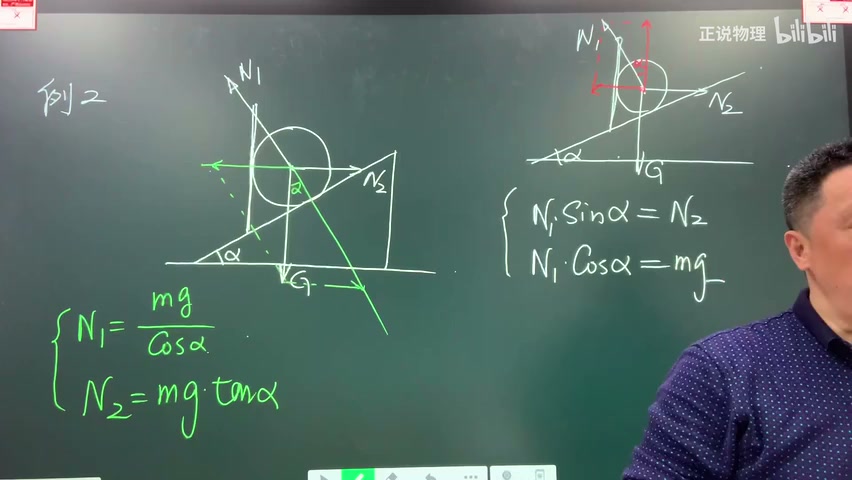 正说物理 bilibili
例2
N1
N2
α
α
G
N1=mg/Cosα
N2=mg·tanα
N1
α
N2
α
G
N1·Sinα=N2
N1·Cosα=mg